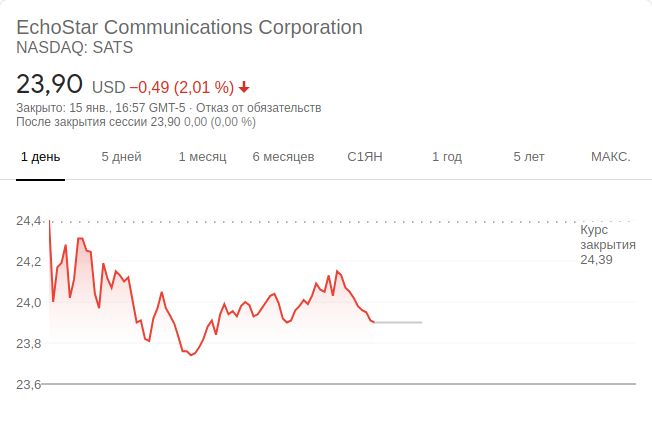 EchoStar Communications Corporation
NASDAQ: SATS
23,90 USD −0,49 (2,01 %)
Закрыто: 15 янв., 16:57 GMT-5 · Отказ от обязательств
После закрытия сессии 23,90 0,00 (0,00 %)
1 день 5 дней 1 месяц 6 месяцев С1ЯН 1 год 5 лет МАКС.
24,4
Курс
закрытия
24,39
24,2
24,0
23,8
23,6